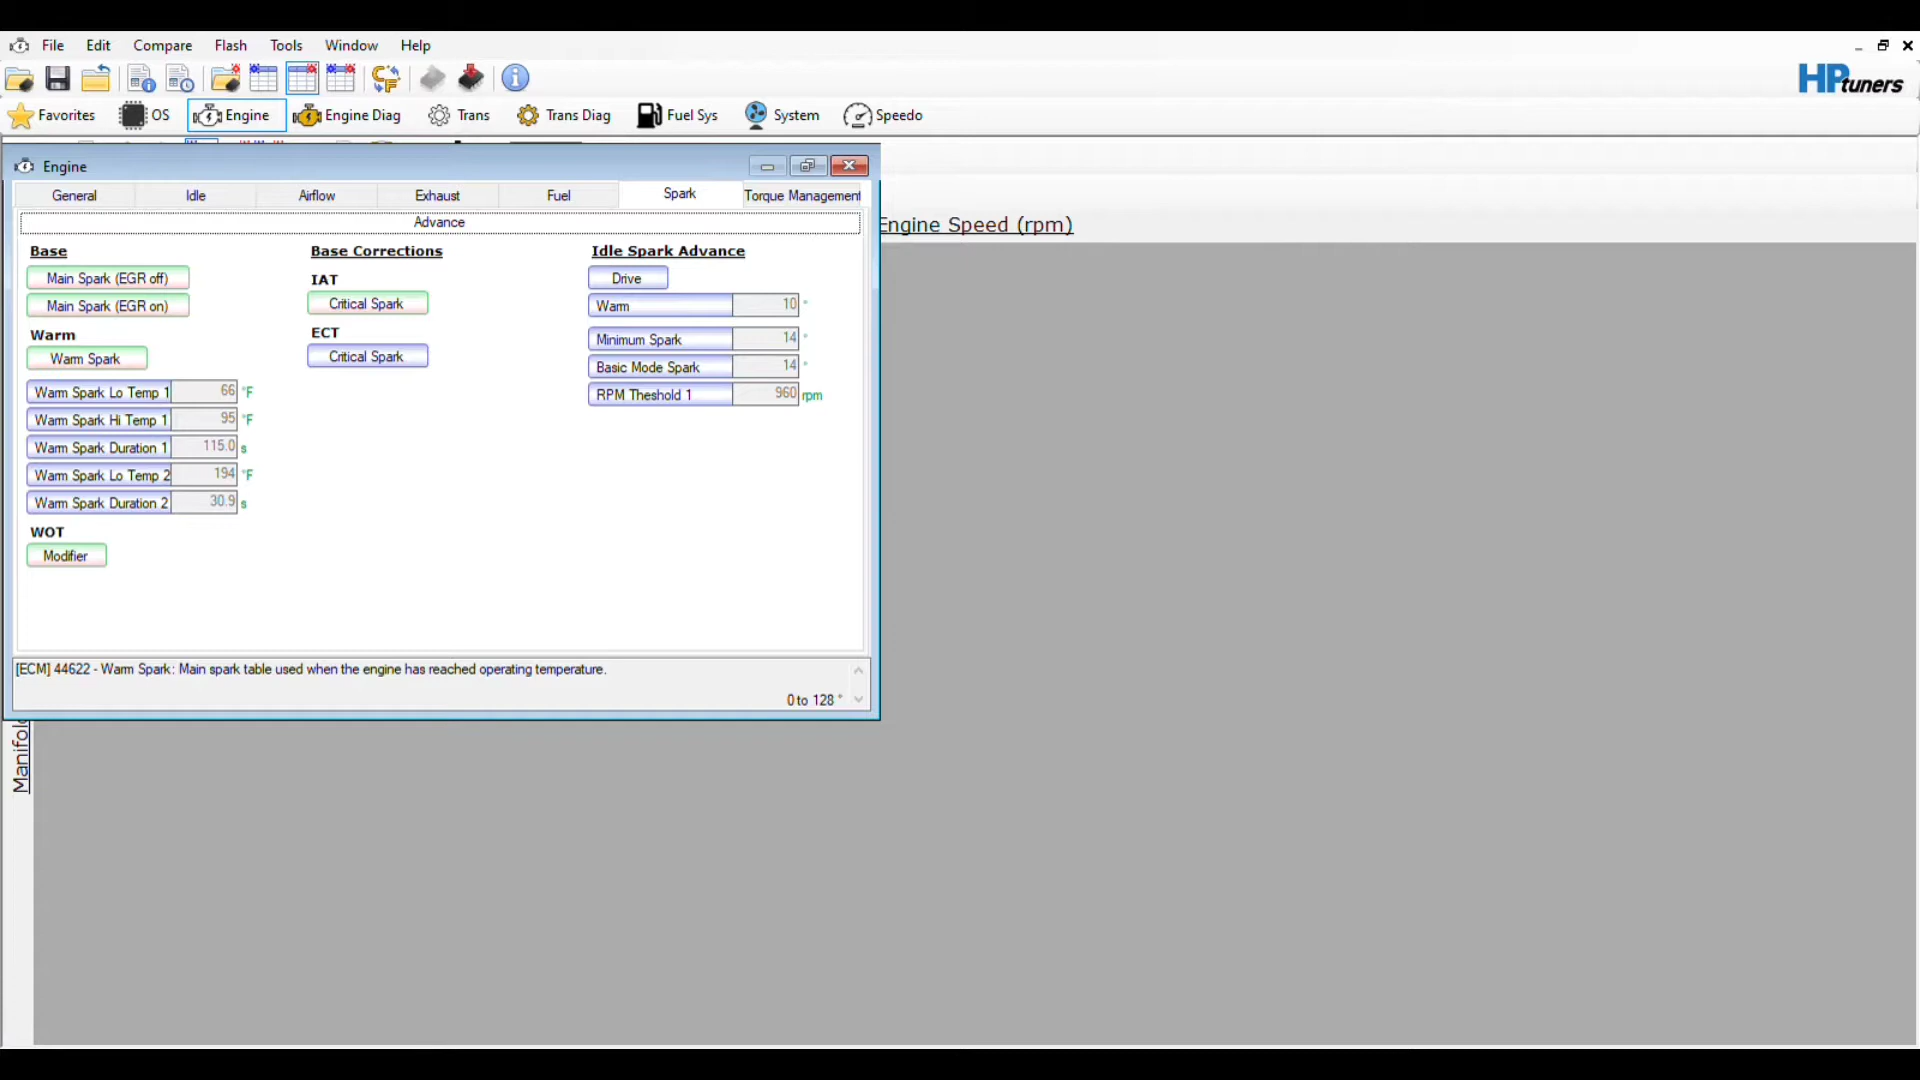 File Edit Compare Flash Tools Window Help
HPtuners
Favorites OS Engine Engine Diag Trans Trans Diag Fuel Sys System Speedo
Engine
General Idle Airflow Exhaust Fuel Spark Torque Management
Advance
Engine Speed (rpm)
Base
Main Spark (EGR off)
Main Spark (EGR on)
Warm
Warm Spark
Warm Spark Lo Temp 1 66 °F
Warm Spark Hi Temp 1 95 °F
Warm Spark Duration 1 115.0 s
Warm Spark Lo Temp 2 194 °F
Warm Spark Duration 2 30.9 s
WOT
Modifier
Base Corrections
IAT
Critical Spark
ECT
Critical Spark
Idle Spark Advance
Drive
Warm 10 °
Minimum Spark 14 °
Basic Mode Spark 14 °
RPM Theshold 1 960 rpm
[ECM] 44622 - Warm Spark: Main spark table used when the engine has reached operating temperature.
0 to 128 °